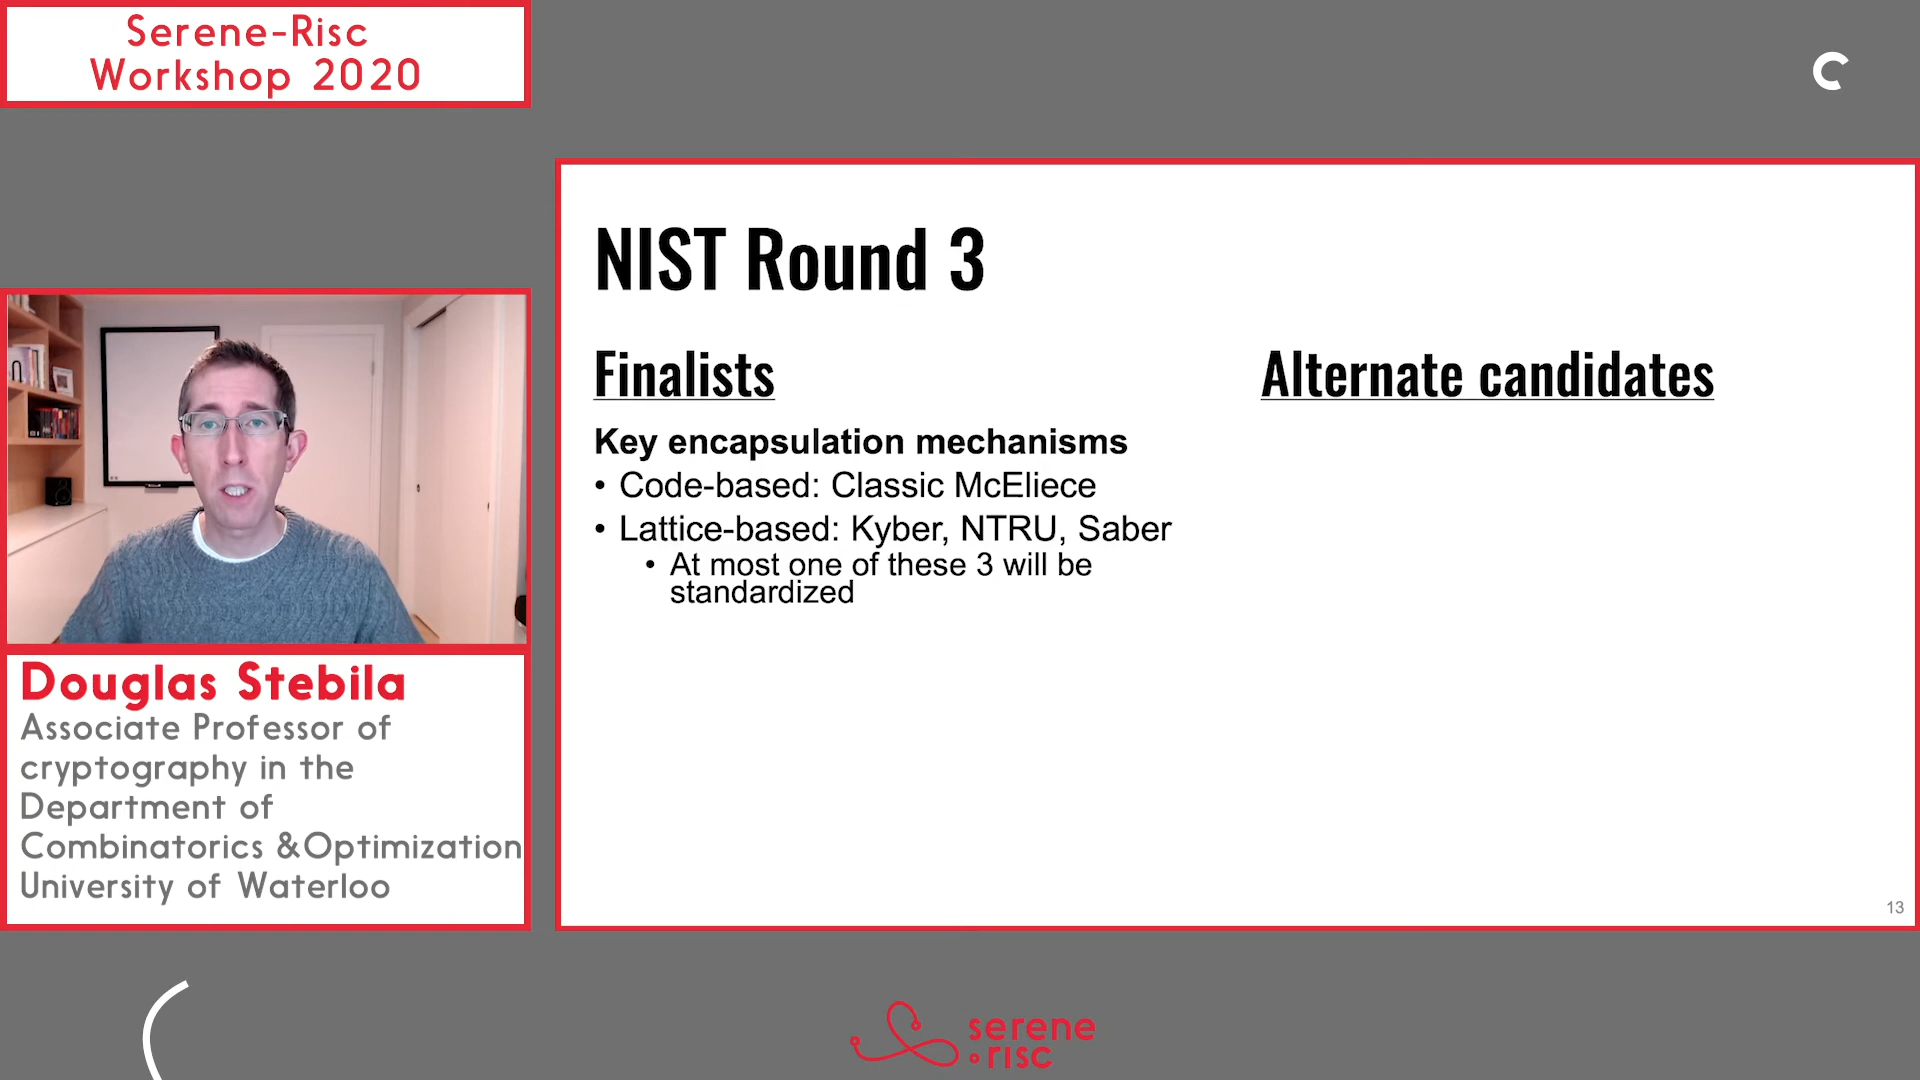 Serene-Risc
Workshop 2020
NIST Round 3
Finalists
Key encapsulation mechanisms
• Code-based: Classic McEliece
• Lattice-based: Kyber, NTRU, Saber
• At most one of these 3 will be
standardized
Alternate candidates
13
Douglas Stebila
Associate Professor of
cryptography in the
Department of
Combinatorics &Optimization
University of Waterloo
serene
risc